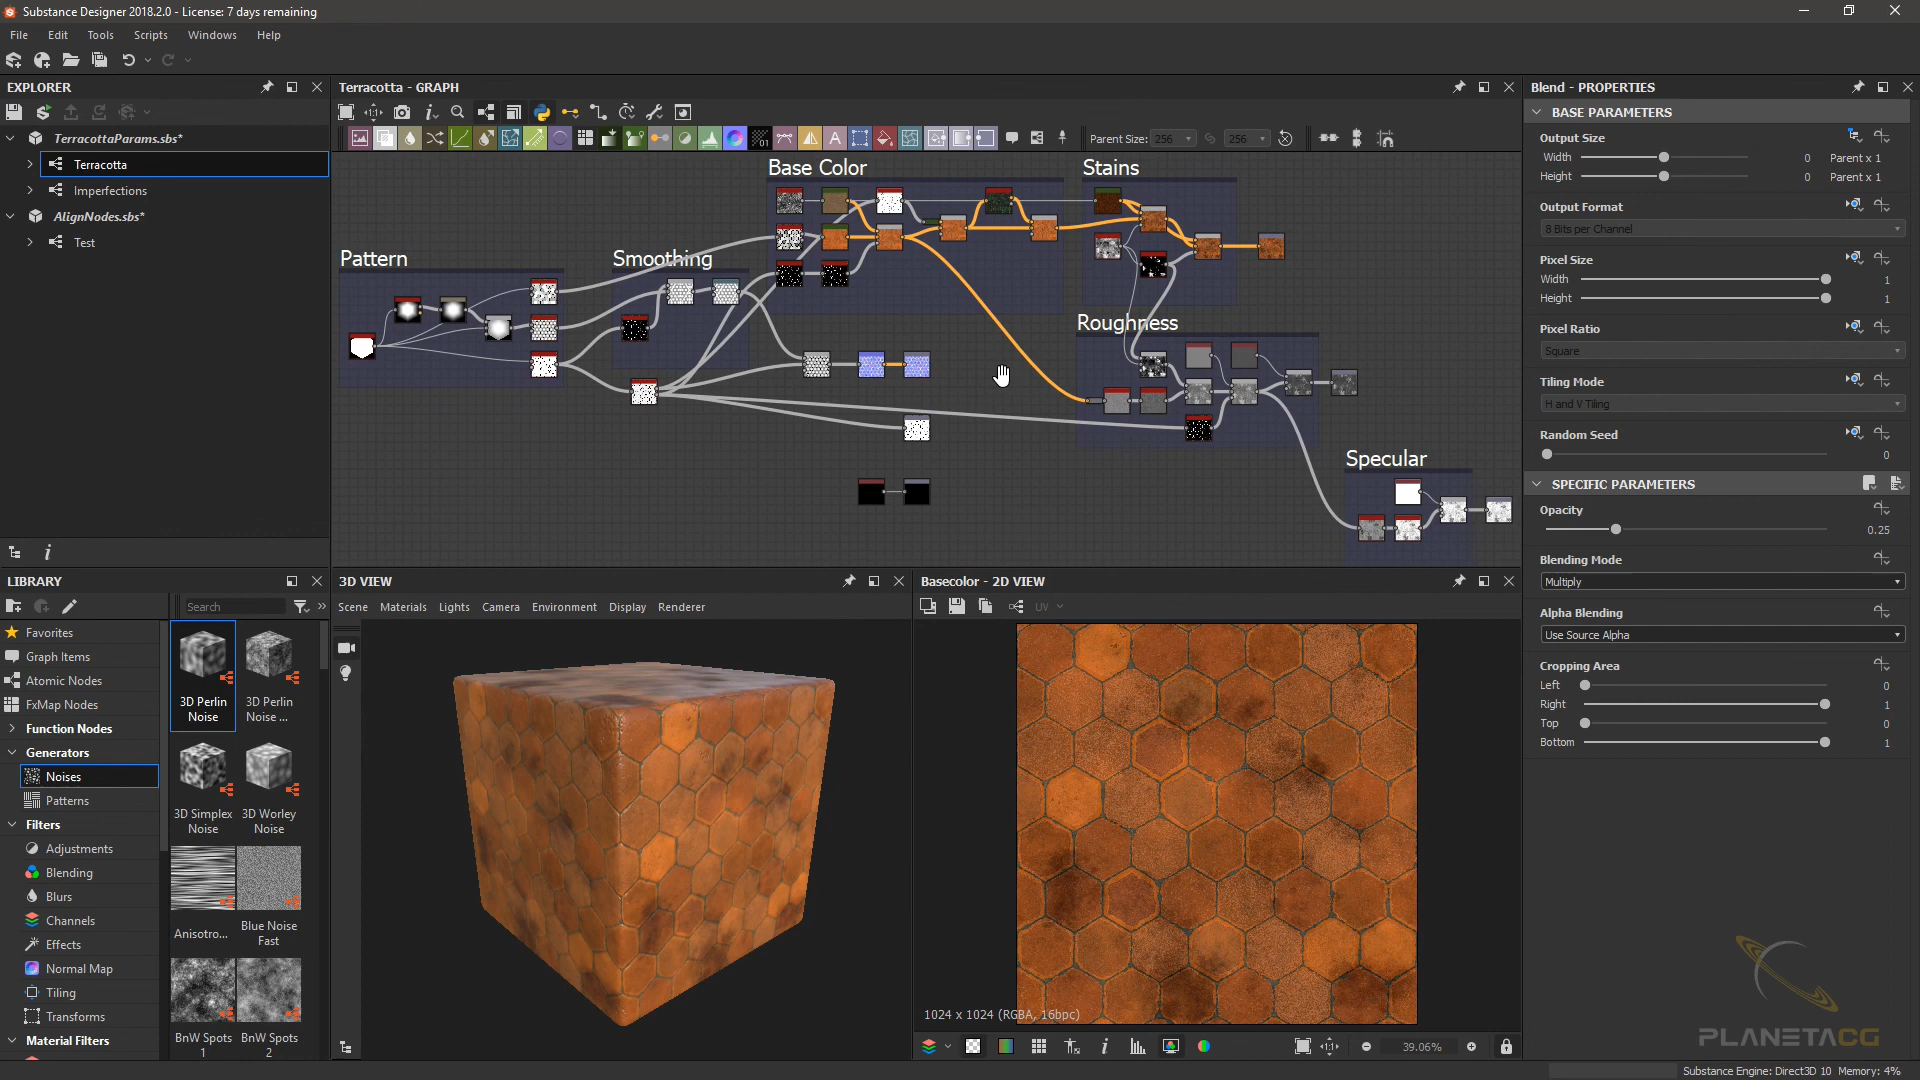 Substance Designer 2018.2.0 - License: 7 days remaining
File Edit Tools Scripts Windows Help
EXPLORER
TerracottaParams.sbs*
Terracotta
Imperfections
AlignNodes.sbs*
Test
Terracotta - GRAPH
Parent Size: 256 256
Base Color
Stains
Pattern
Smoothing
Roughness
Specular
LIBRARY
Search
Favorites
Graph Items
Atomic Nodes
FxMap Nodes
Function Nodes
Generators
Noises
Patterns
Filters
Adjustments
Blending
Blurs
Channels
Effects
Normal Map
Tiling
Transforms
Material Filters
3D Perlin Noise
3D Perlin Noise ...
3D Simplex Noise
3D Worley Noise
Anisotro...
Blue Noise Fast
BnW Spots 1
BnW Spots 2
3D VIEW
Scene Materials Lights Camera Environment Display Renderer
Basecolor - 2D VIEW
UV
1024 x 1024 (RGBA, 16bpc)
39.06%
Blend - PROPERTIES
BASE PARAMETERS
Output Size
Width 0 Parent x 1
Height 0 Parent x 1
Output Format
8 Bits per Channel
Pixel Size
Width 1
Height 1
Pixel Ratio
Square
Tiling Mode
H and V Tiling
Random Seed
0
SPECIFIC PARAMETERS
Opacity
0.25
Blending Mode
Multiply
Alpha Blending
Use Source Alpha
Cropping Area
Left 0
Right 1
Top 0
Bottom 1
PLANETACG
Substance Engine: Direct3D 10 Memory: 4%